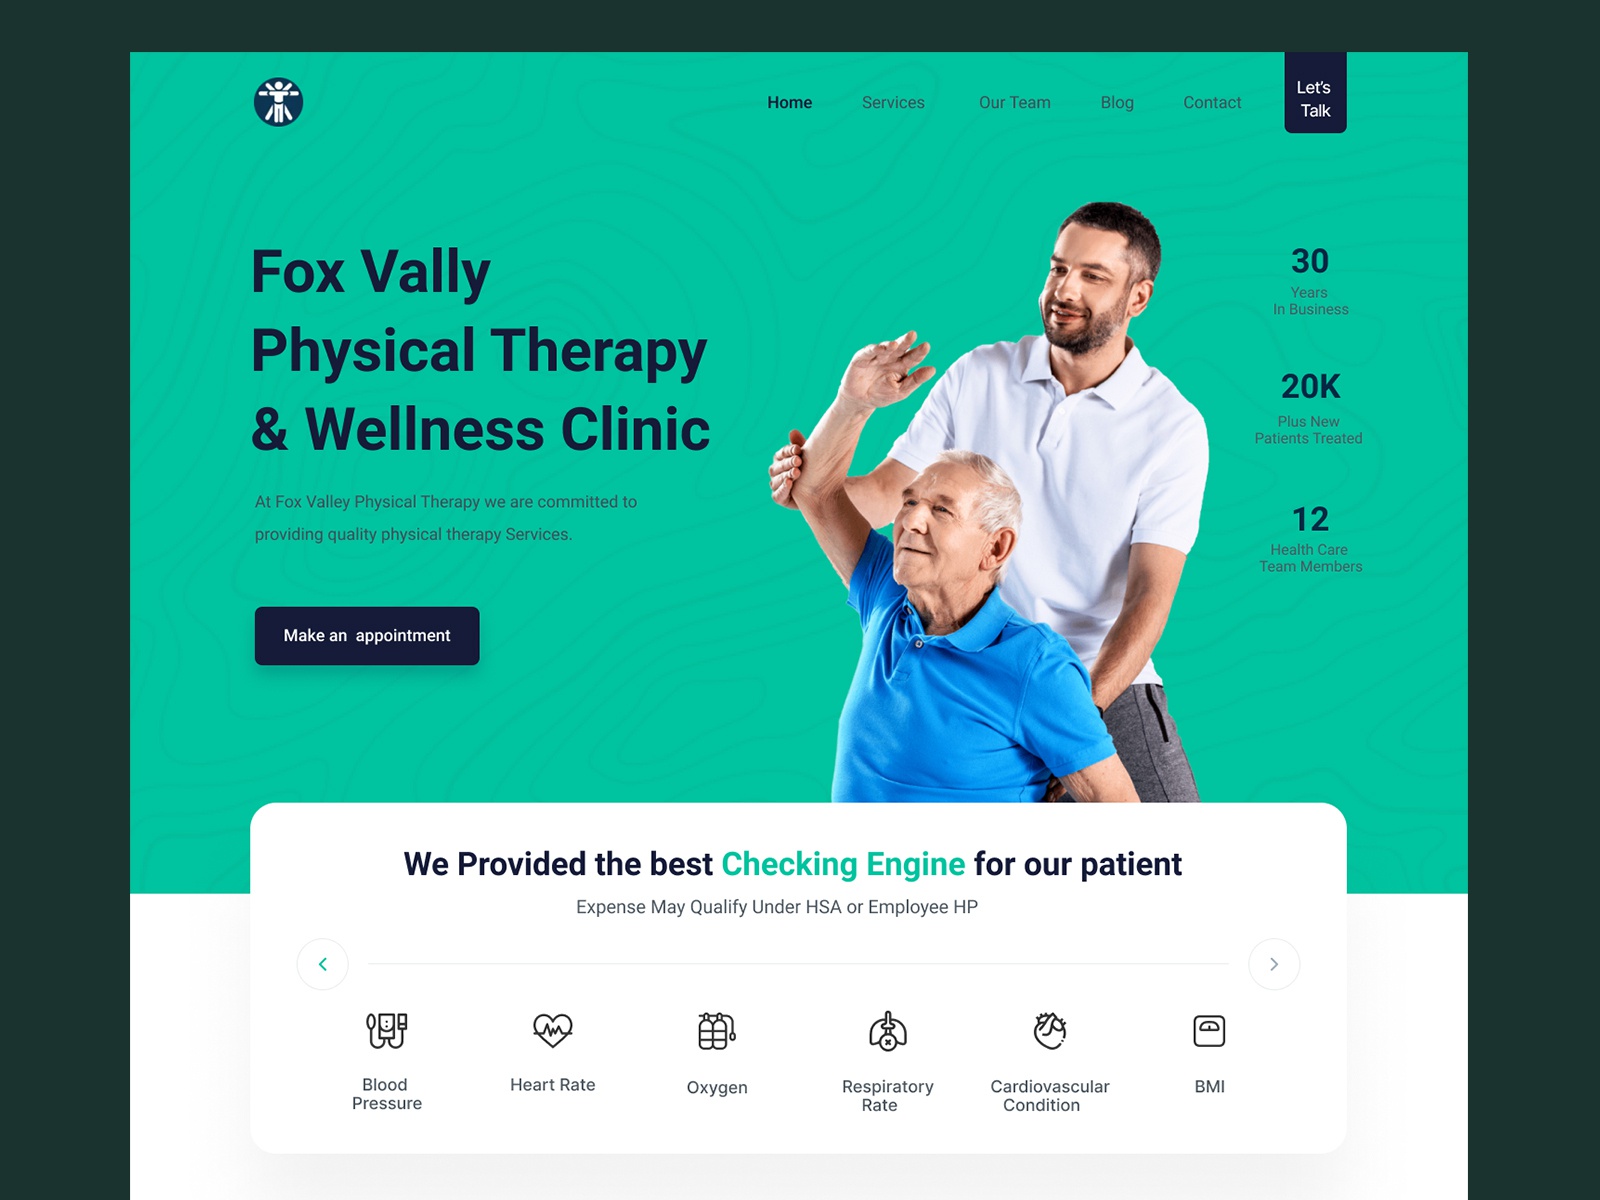 Home Services Our Team Blog Contact
Let's
Talk
Fox Vally
Physical Therapy
& Wellness Clinic
At Fox Valley Physical Therapy we are committed to
providing quality physical therapy Services.
Make an appointment
30
Years
In Business
20K
Plus New
Patients Treated
12
Health Care
Team Members
We Provided the best Checking Engine for our patient
Expense May Qualify Under HSA or Employee HP
Blood
Pressure
Heart Rate
Oxygen
Respiratory
Rate
Cardiovascular
Condition
BMI